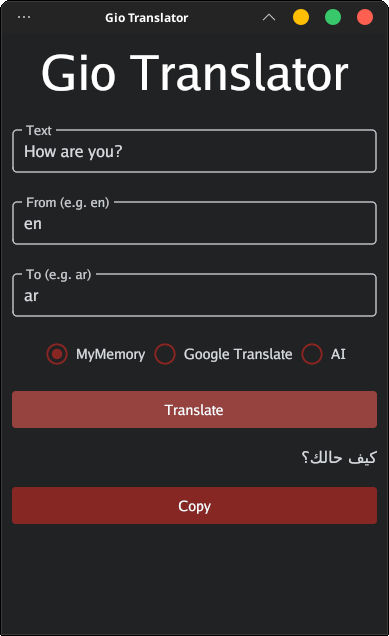 Gio Translator
Gio Translator
Text
How are you?
From (e.g. en)
en
To (e.g. ar)
ar
MyMemory Google Translate AI
Translate
كيف حالك؟
Copy